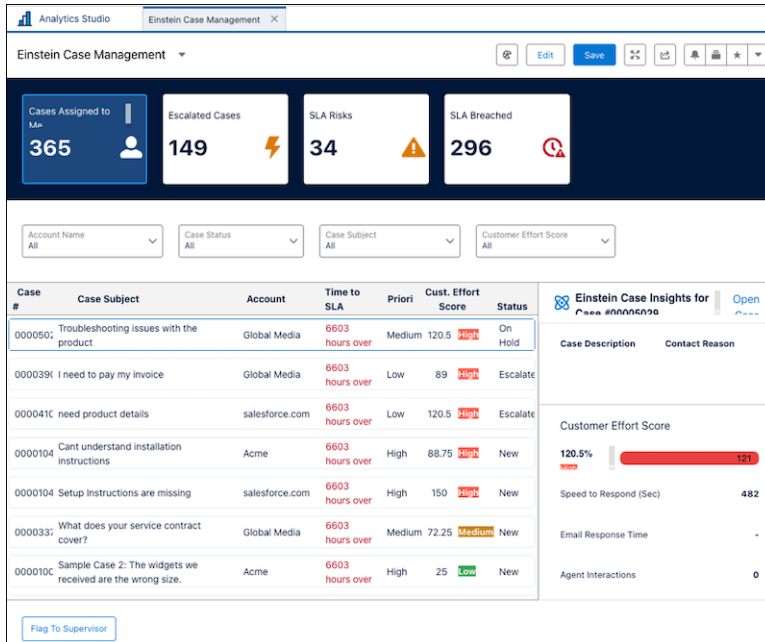 Analytics Studio
Einstein Case Management
Einstein Case Management
Edit
Save
Cases Assigned to
Me
365
Escalated Cases
149
SLA Risks
34
SLA Breached
296
Account Name
All
Case Status
All
Case Subject
All
Customer Effort Score
All
Case
#
Case Subject
Account
Time to
SLA
Priori
Cust. Effort
Score
Status
Troubleshooting issues with the
product
Global Media
6603
hours over
Medium
120.5
High
On
Hold
I need to pay my invoice
Global Media
6603
hours over
Low
89
High
Escalate
need product details
salesforce.com
6603
hours over
Low
120.5
High
Escalate
0000104
Cant understand installation
instructions
Acme
6603
hours over
High
88.75
High
New
0000104
Setup Instructions are missing
salesforce.com
6603
hours over
High
150
High
New
What does your service contract
cover?
Global Media
6603
hours over
Medium
72.25
Medium
New
Sample Case 2: The widgets we
received are the wrong size.
Acme
6603
hours over
High
25
Low
New
Einstein Case Insights for
Case #00005029
Open
Case
Case Description
Contact Reason
Customer Effort Score
120.5%
High
121
Speed to Respond (Sec)
482
Email Response Time
-
Agent Interactions
0
Flag To Supervisor